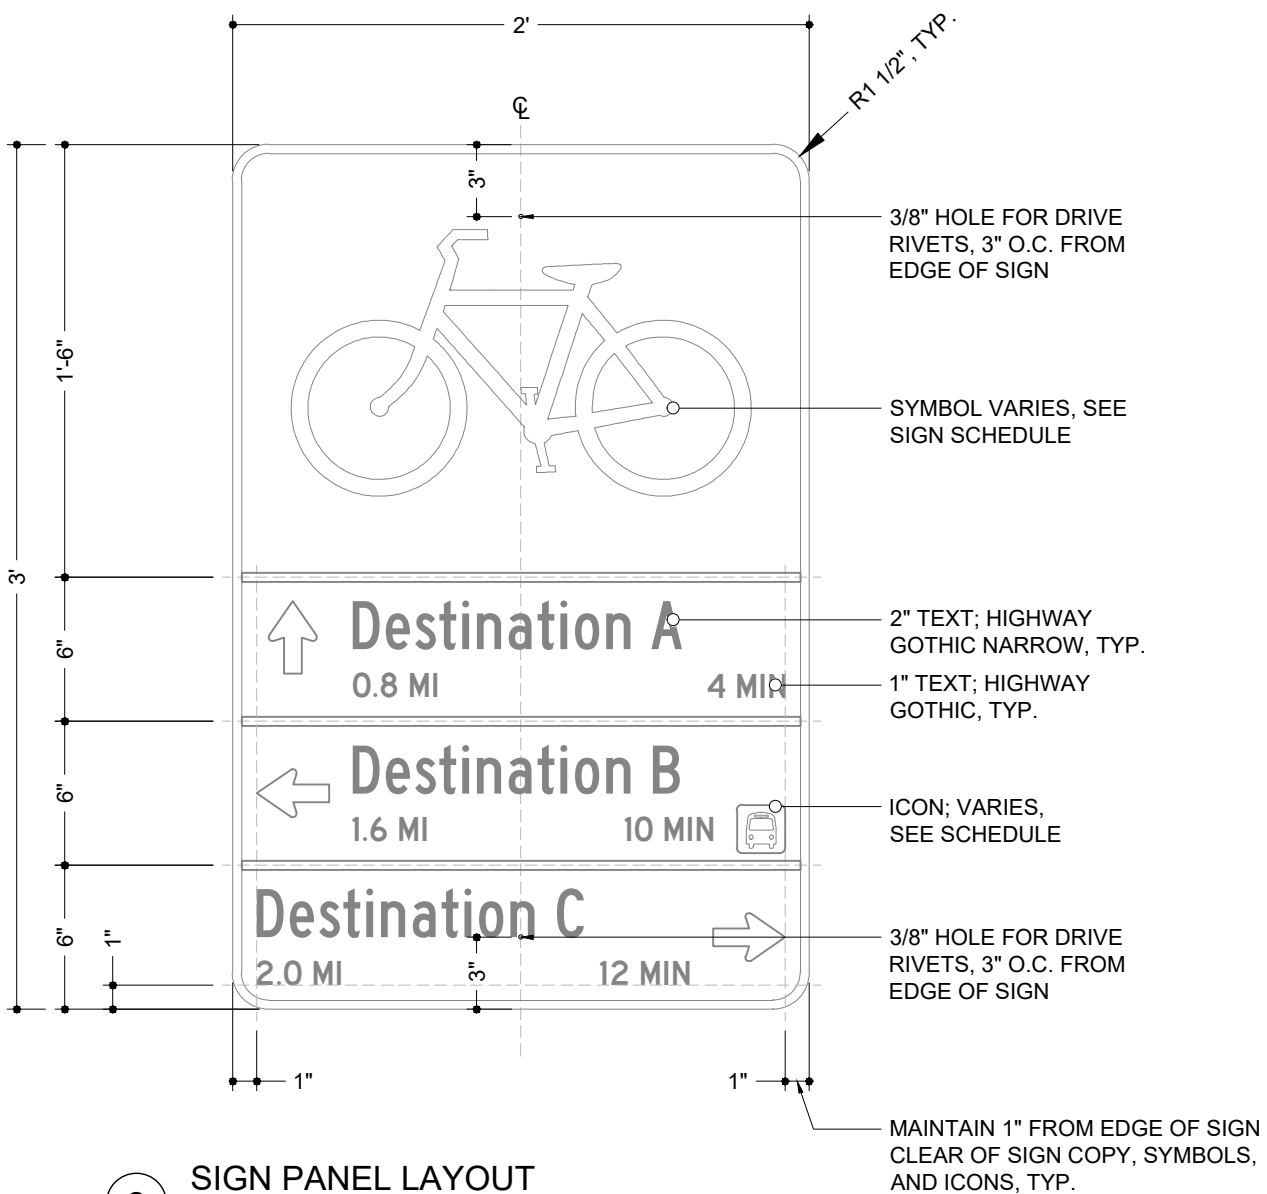 2'
R1 1/2", TYP.
℄
3"
3/8" HOLE FOR DRIVE
RIVETS, 3" O.C. FROM
EDGE OF SIGN
1'-6"
SYMBOL VARIES, SEE
SIGN SCHEDULE
3'
6"
Destination A
0.8 MI 4 MIN
2" TEXT; HIGHWAY
GOTHIC NARROW, TYP.
1" TEXT; HIGHWAY
GOTHIC, TYP.
6"
Destination B
1.6 MI 10 MIN
ICON; VARIES,
SEE SCHEDULE
6"
1"
Destination C
2.0 MI 12 MIN
3"
3/8" HOLE FOR DRIVE
RIVETS, 3" O.C. FROM
EDGE OF SIGN
1"
1"
MAINTAIN 1" FROM EDGE OF SIGN
CLEAR OF SIGN COPY, SYMBOLS,
AND ICONS, TYP.
SIGN PANEL LAYOUT